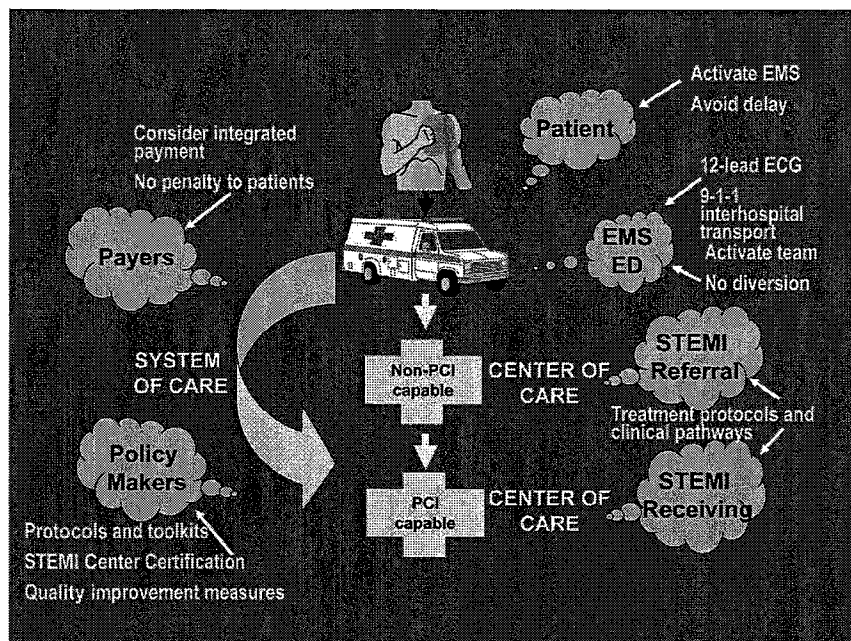 Activate EMS
Avoid delay
Patient
Consider integrated
payment
No penalty to patients
12-lead ECG
9-1-1
interhospital
transport
Activate team
No diversion
EMS
ED
Payers
SYSTEM
OF CARE
Non-PCI
capable
CENTER OF
CARE
STEMI
Referral
Treatment protocols and
clinical pathways
Policy
Makers
PCI
capable
CENTER OF
CARE
STEMI
Receiving
Protocols and toolkits
STEMI Center Certification
Quality improvement measures